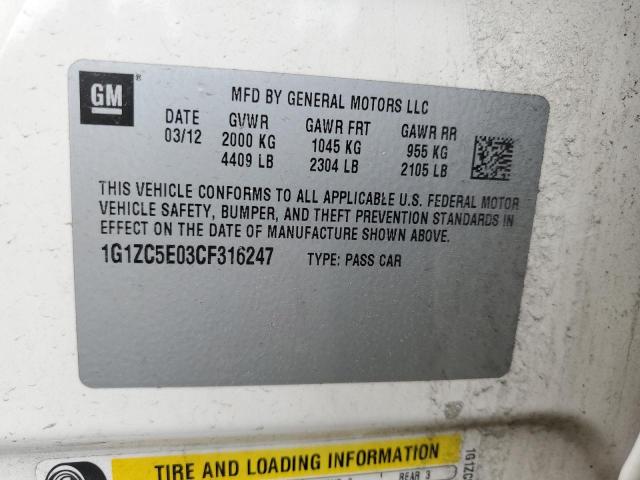 GM
MFD BY GENERAL MOTORS LLC
DATE GVWR GAWR FRT GAWR RR
03/12 2000 KG 1045 KG 955 KG
4409 LB 2304 LB 2105 LB
THIS VEHICLE CONFORMS TO ALL APPLICABLE U.S. FEDERAL MOTOR
VEHICLE SAFETY, BUMPER, AND THEFT PREVENTION STANDARDS IN
EFFECT ON THE DATE OF MANUFACTURE SHOWN ABOVE.
1G1ZC5E03CF316247 TYPE: PASS CAR
TIRE AND LOADING INFORMATION
REAR 3
1G1ZC